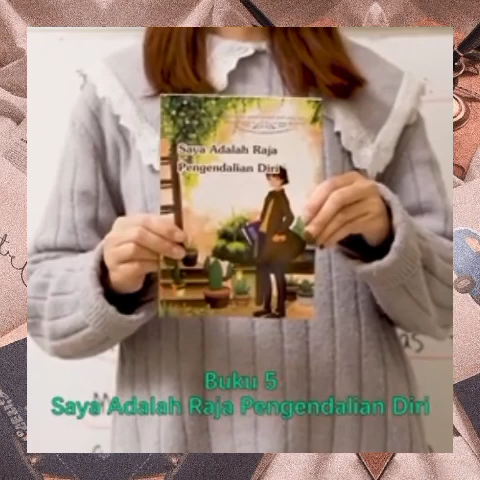 Saya Adalah Raja
Pengendalian Diri
Buku 5
Saya Adalah Raja Pengendalian Diri